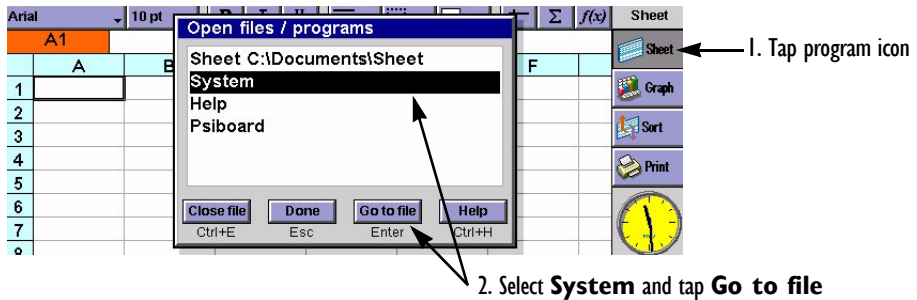 Arial 10 pt B I U Σ f(x) Sheet
A1
Open files / programs
Sheet C:\Documents\Sheet
System
Help
Psiboard
Close file Done Go to file Help
Ctrl+E Esc Enter Ctrl+H
A B F
1
2
3
4
5
6
7
8
Sheet
Graph
Sort
Print
1. Tap program icon
2. Select System and tap Go to file